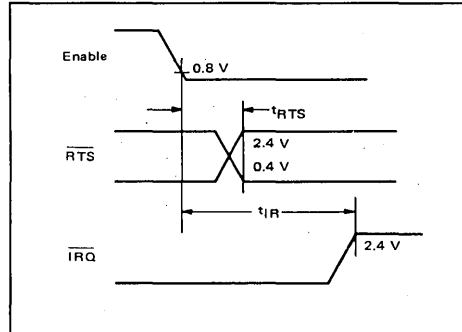 Enable
0.8 V
tRTS
RTS
2.4 V
0.4 V
tIR
IRQ
2.4 V